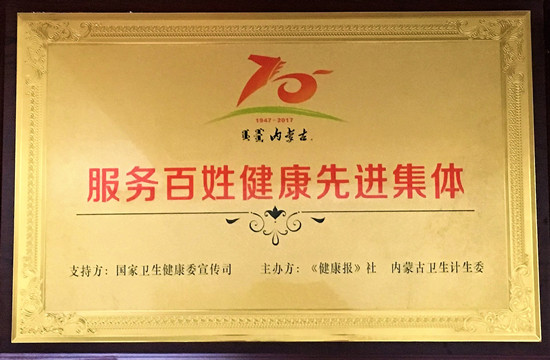 70
1947-2017
内蒙古
服务百姓健康先进集体
支持方：国家卫生健康委宣传司 主办方：《健康报》社 内蒙古卫生计生委